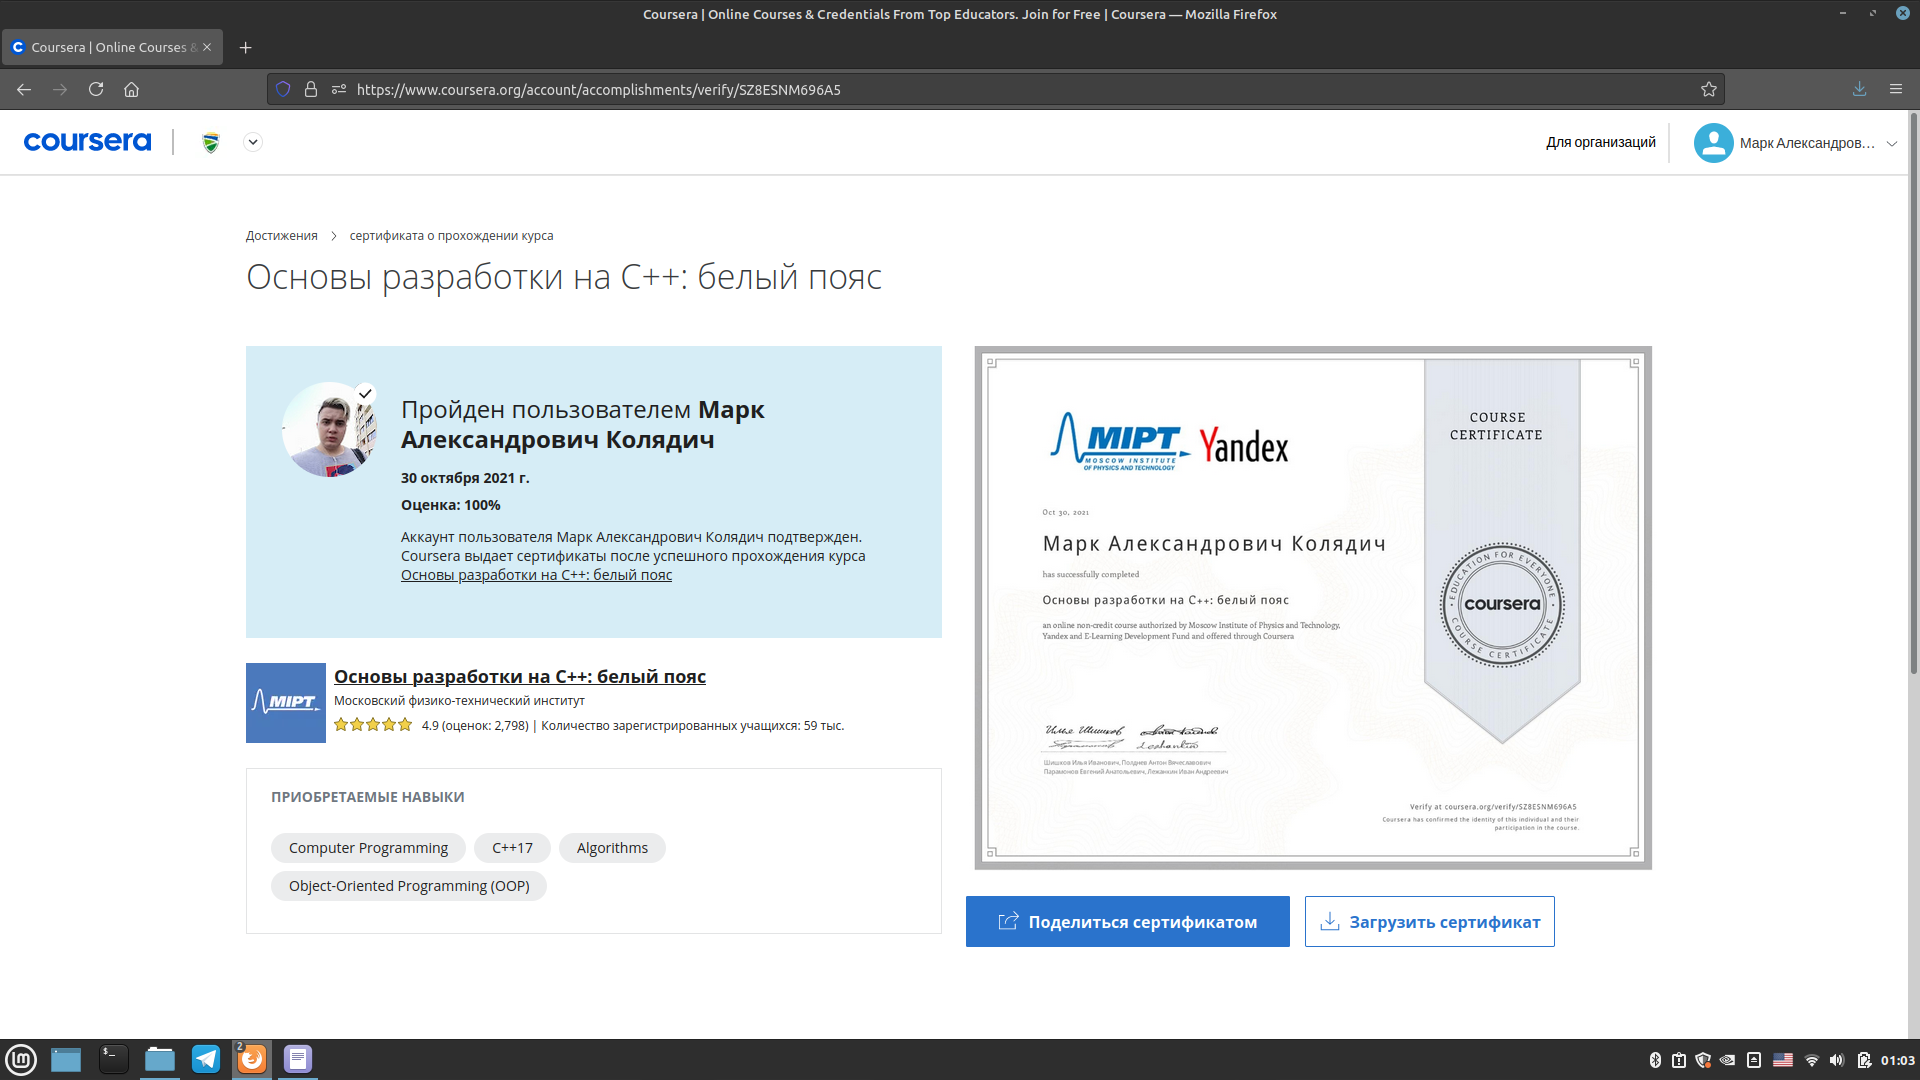 Coursera | Online Courses & Credentials From Top Educators. Join for Free | Coursera — Mozilla Firefox
Coursera | Online Courses &
https://www.coursera.org/account/accomplishments/verify/SZ8ESNM696A5
coursera
Для организаций
Марк Александров...
Достижения > сертификата о прохождении курса
Основы разработки на C++: белый пояс
Пройден пользователем Марк
Александрович Колядич
30 октября 2021 г.
Оценка: 100%
Аккаунт пользователя Марк Александрович Колядич подтвержден.
Coursera выдает сертификаты после успешного прохождения курса
Основы разработки на C++: белый пояс
MIPT
Основы разработки на C++: белый пояс
Московский физико-технический институт
4.9 (оценок: 2,798) | Количество зарегистрированных учащихся: 59 тыс.
ПРИОБРЕТАЕМЫЕ НАВЫКИ
Computer Programming
C++17
Algorithms
Object-Oriented Programming (OOP)
MIPT
MOSCOW INSTITUTE
OF PHYSICS AND TECHNOLOGY
Yandex
COURSE
CERTIFICATE
Oct 30, 2021
Марк Александрович Колядич
has successfully completed
Основы разработки на C++: белый пояс
an online non-credit course authorized by Moscow Institute of Physics and Technology,
Yandex and E-Learning Development Fund and offered through Coursera
EDUCATION FOR EVERYONE
coursera
COURSE CERTIFICATE
Шишков Илья Иванович, Полднев Антон Вячеславович
Парамонов Евгений Анатольевич, Лежанкин Иван Андреевич
Verify at coursera.org/verify/SZ8ESNM696A5
Coursera has confirmed the identity of this individual and their
participation in the course.
Поделиться сертификатом
Загрузить сертификат
2
01:03